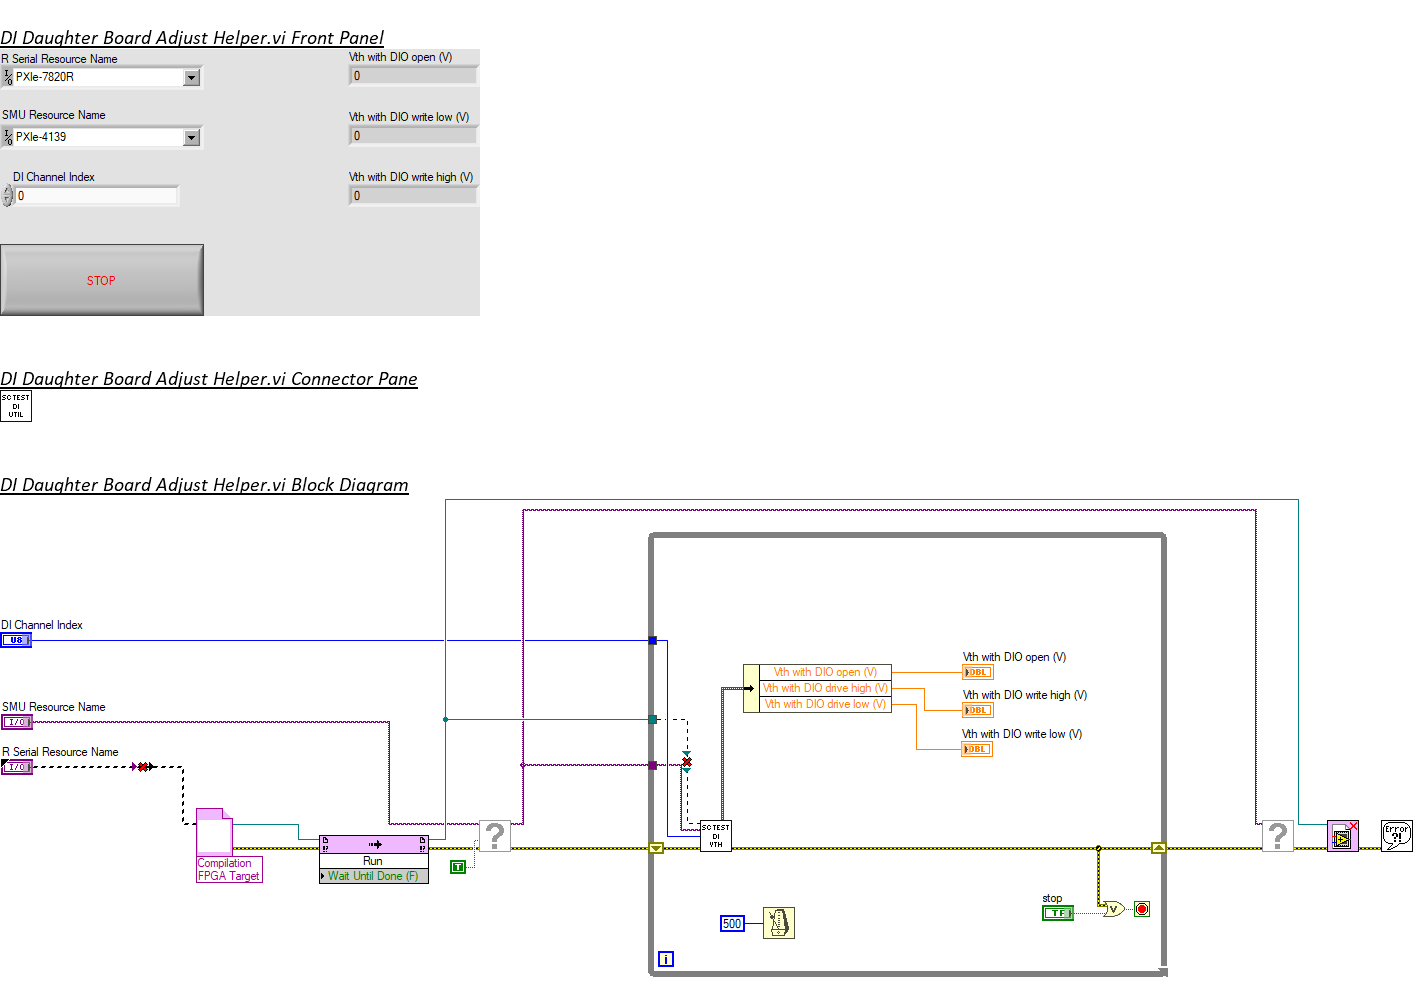 DI Daughter Board Adjust Helper.vi Front Panel
R Serial Resource Name
Vth with DIO open (V)
I/O PXIe-7820R
0
SMU Resource Name
Vth with DIO write low (V)
I/O PXIe-4139
0
DI Channel Index
Vth with DIO write high (V)
0
0
STOP
DI Daughter Board Adjust Helper.vi Connector Pane
SCTEST
DI
UTIL
DI Daughter Board Adjust Helper.vi Block Diagram
DI Channel Index
U8
SMU Resource Name
I/O
R Serial Resource Name
I/O
Compilation
FPGA Target
Run
Wait Until Done (F)
T
?
Vth with DIO open (V)
Vth with DIO drive high (V)
Vth with DIO drive low (V)
Vth with DIO open (V)
DBL
Vth with DIO write high (V)
DBL
Vth with DIO write low (V)
DBL
SCTEST
DI
VTH
500
i
stop
TF
V
?
Error
?!